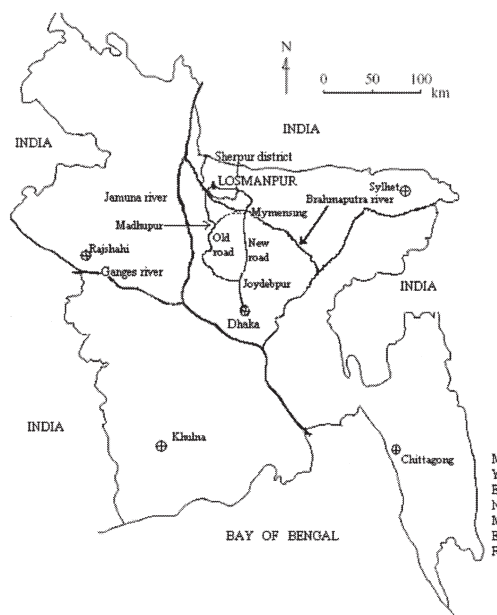 N
0 50 100
km
INDIA
INDIA
Sherpur district
LOSMANPUR
Sylhet
Jamuna river
Brahmaputra river
Mymensing
Madhupur
Old road
New road
Rajshahi
Ganges river
Joydebpur
INDIA
Dhaka
INDIA
Khulna
Chittagong
BAY OF BENGAL
M
Y
E
N
M
E
R